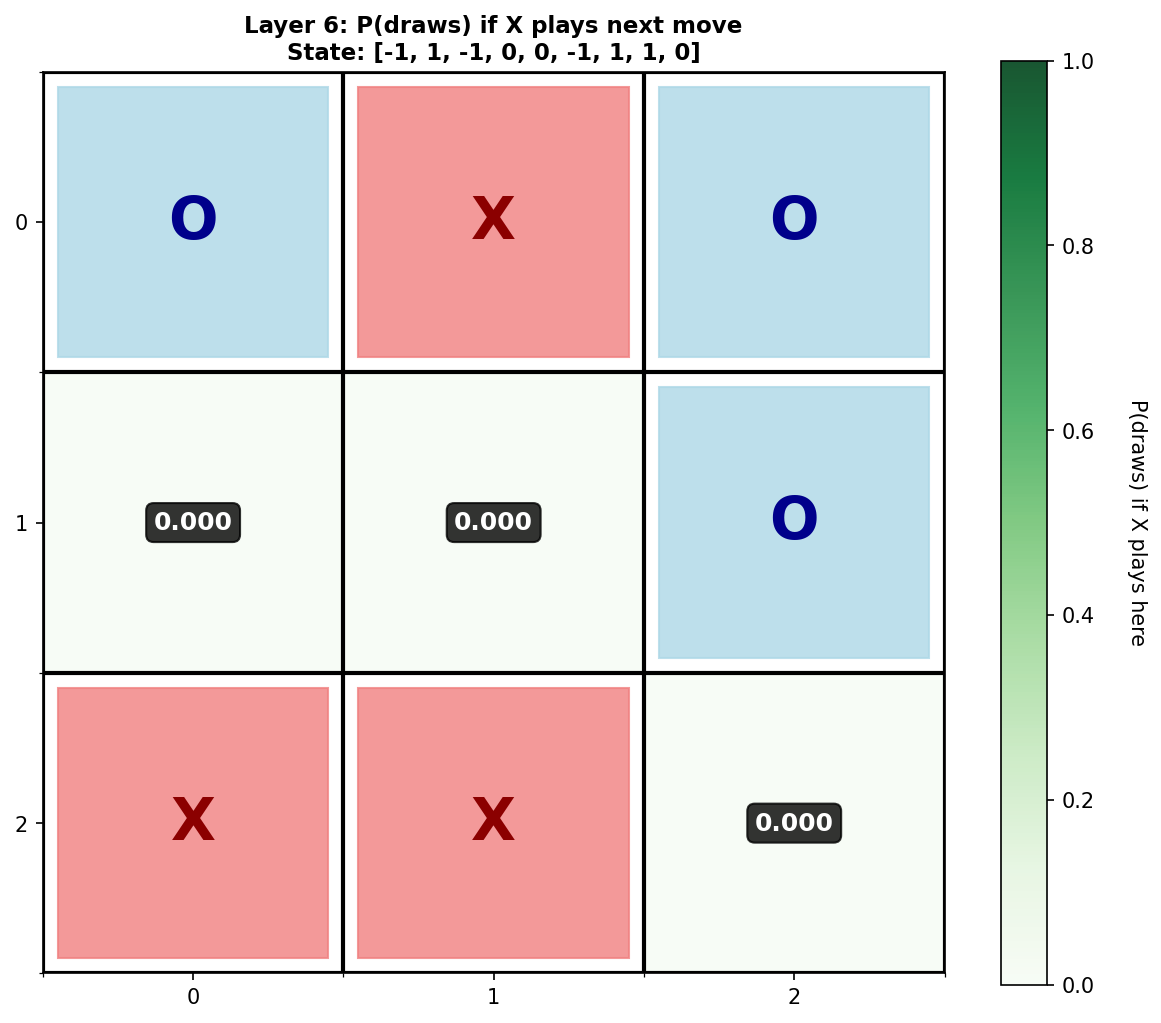 Layer 6: P(draws) if X plays next move
State: [-1, 1, -1, 0, 0, -1, 1, 1, 0]
O X O
0
0.000 0.000 O
1
X X 0.000
2
0 1 2
1.0
0.8
0.6
0.4
0.2
0.0
P(draws) if X plays here